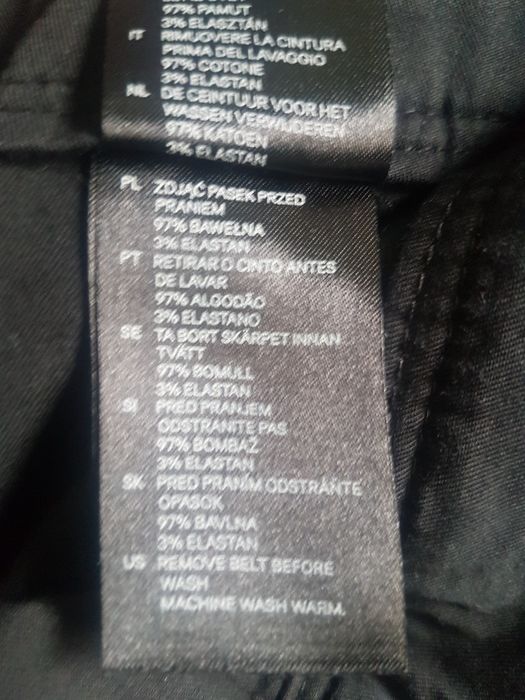 97% PAMUT
3% ELASZTÁN
IT RIMUOVERE LA CINTURA
PRIMA DEL LAVAGGIO
97% COTONE
3% ELASTAN
NL DE CEINTUUR VOOR HET
WASSEN VERWIJDEREN
97% KATOEN
3% ELASTAN
PL ZDJĄĆ PASEK PRZED
PRANIEM
97% BAWEŁNA
3% ELASTAN
PT RETIRAR O CINTO ANTES
DE LAVAR
97% ALGODÃO
3% ELASTANO
SE TA BORT SKÄRPET INNAN
TVÄTT
97% BOMULL
3% ELASTAN
SI PRED PRANJEM
ODSTRANITE PAS
97% BOMBAŽ
3% ELASTAN
SK PRED PRANÍM ODSTRÁŇTE
OPASOK
97% BAVLNA
3% ELASTAN
US REMOVE BELT BEFORE
WASH
MACHINE WASH WARM.